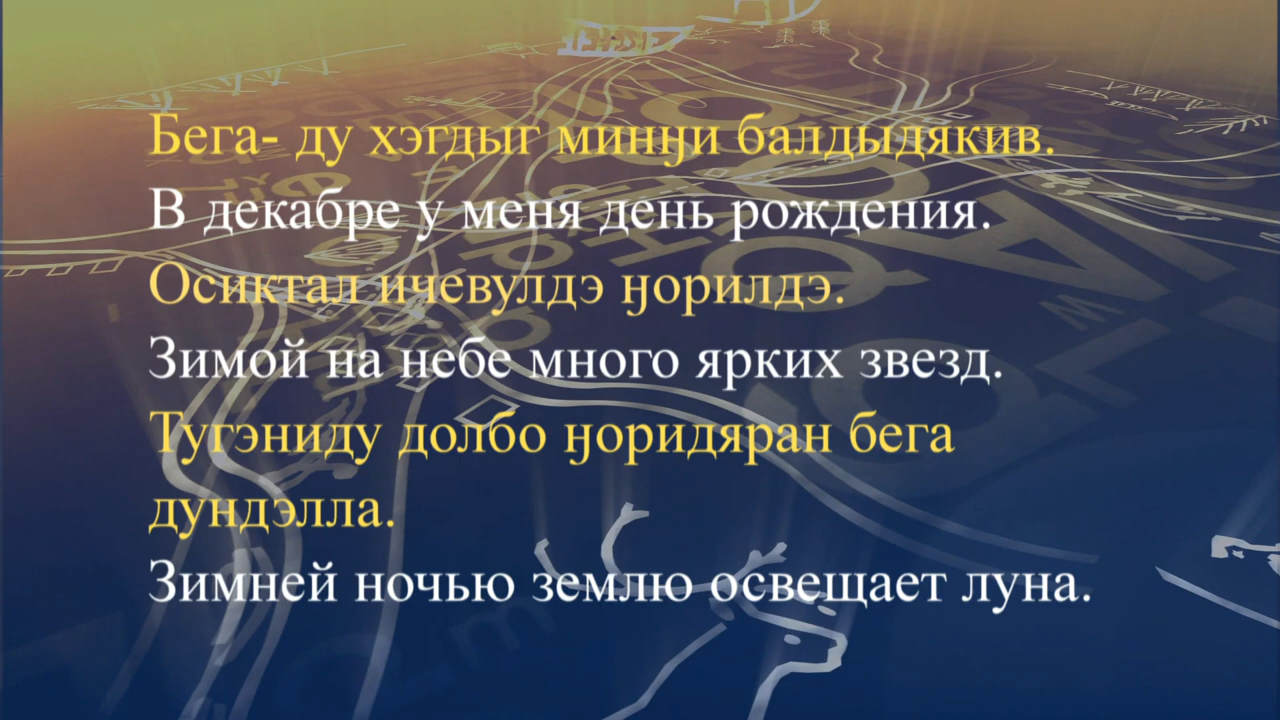 Бега- ду хэгдыг минӈи балдыдякив.
В декабре у меня день рождения.
Осиктал ичевулдэ ӈорилдэ.
Зимой на небе много ярких звезд.
Тугэниду долбо ӈоридяран бега
дундэлла.
Зимней ночью землю освещает луна.